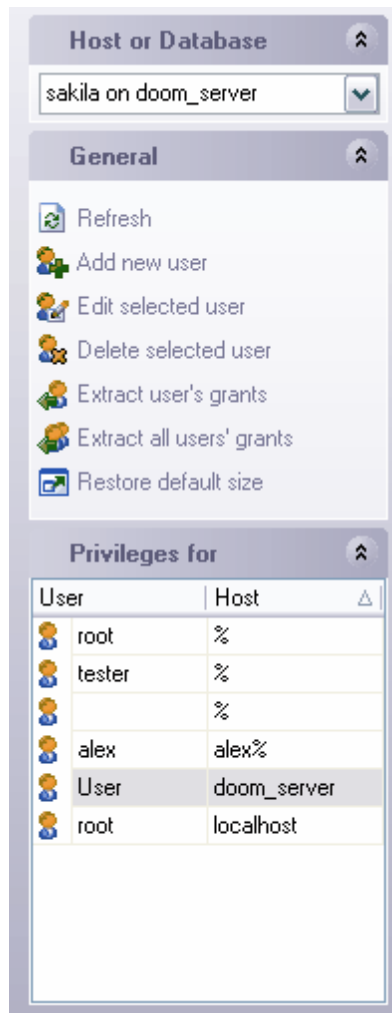 Host or Database
sakila on doom_server
General
Refresh
Add new user
Edit selected user
Delete selected user
Extract user's grants
Extract all users' grants
Restore default size
Privileges for
User Host
root %
tester %
%
alex alex%
User doom_server
root localhost